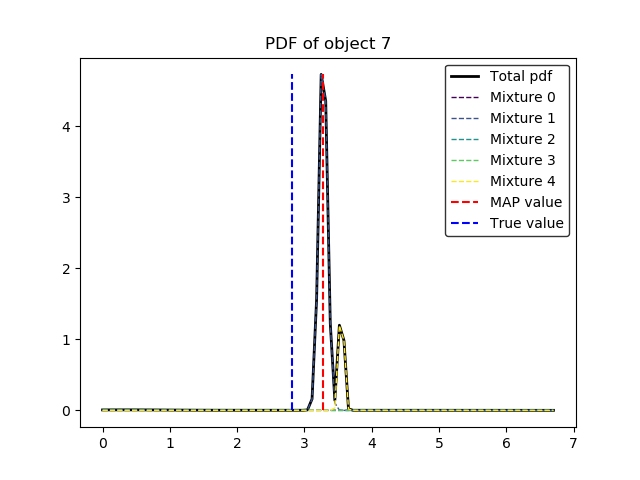 PDF of object 7
Total pdf
Mixture 0
Mixture 1
Mixture 2
Mixture 3
Mixture 4
MAP value
True value
4
3
2
1
0
0 1 2 3 4 5 6 7